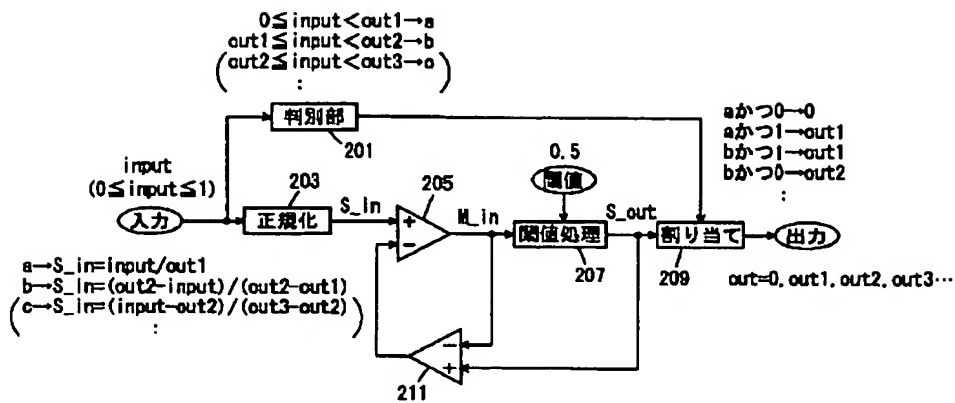 0≦input<out1→a
out1≦input<out2→b
(out2≦input<out3→c)
:
判別部
201
aかつ0→0
aかつ1→out1
bかつ1→out1
bかつ0→out2
:
input
(0≦input≦1)
入力
203
正規化
S_in
205
M_in
0.5
閾値
閾値処理
207
S_out
割り当て
209
出力
out=0,out1,out2,out3…
a→S_in=input/out1
b→S_in=(out2-input)/(out2-out1)
(c→S_in=(input-out2)/(out3-out2))
:
211
+
-
-
+